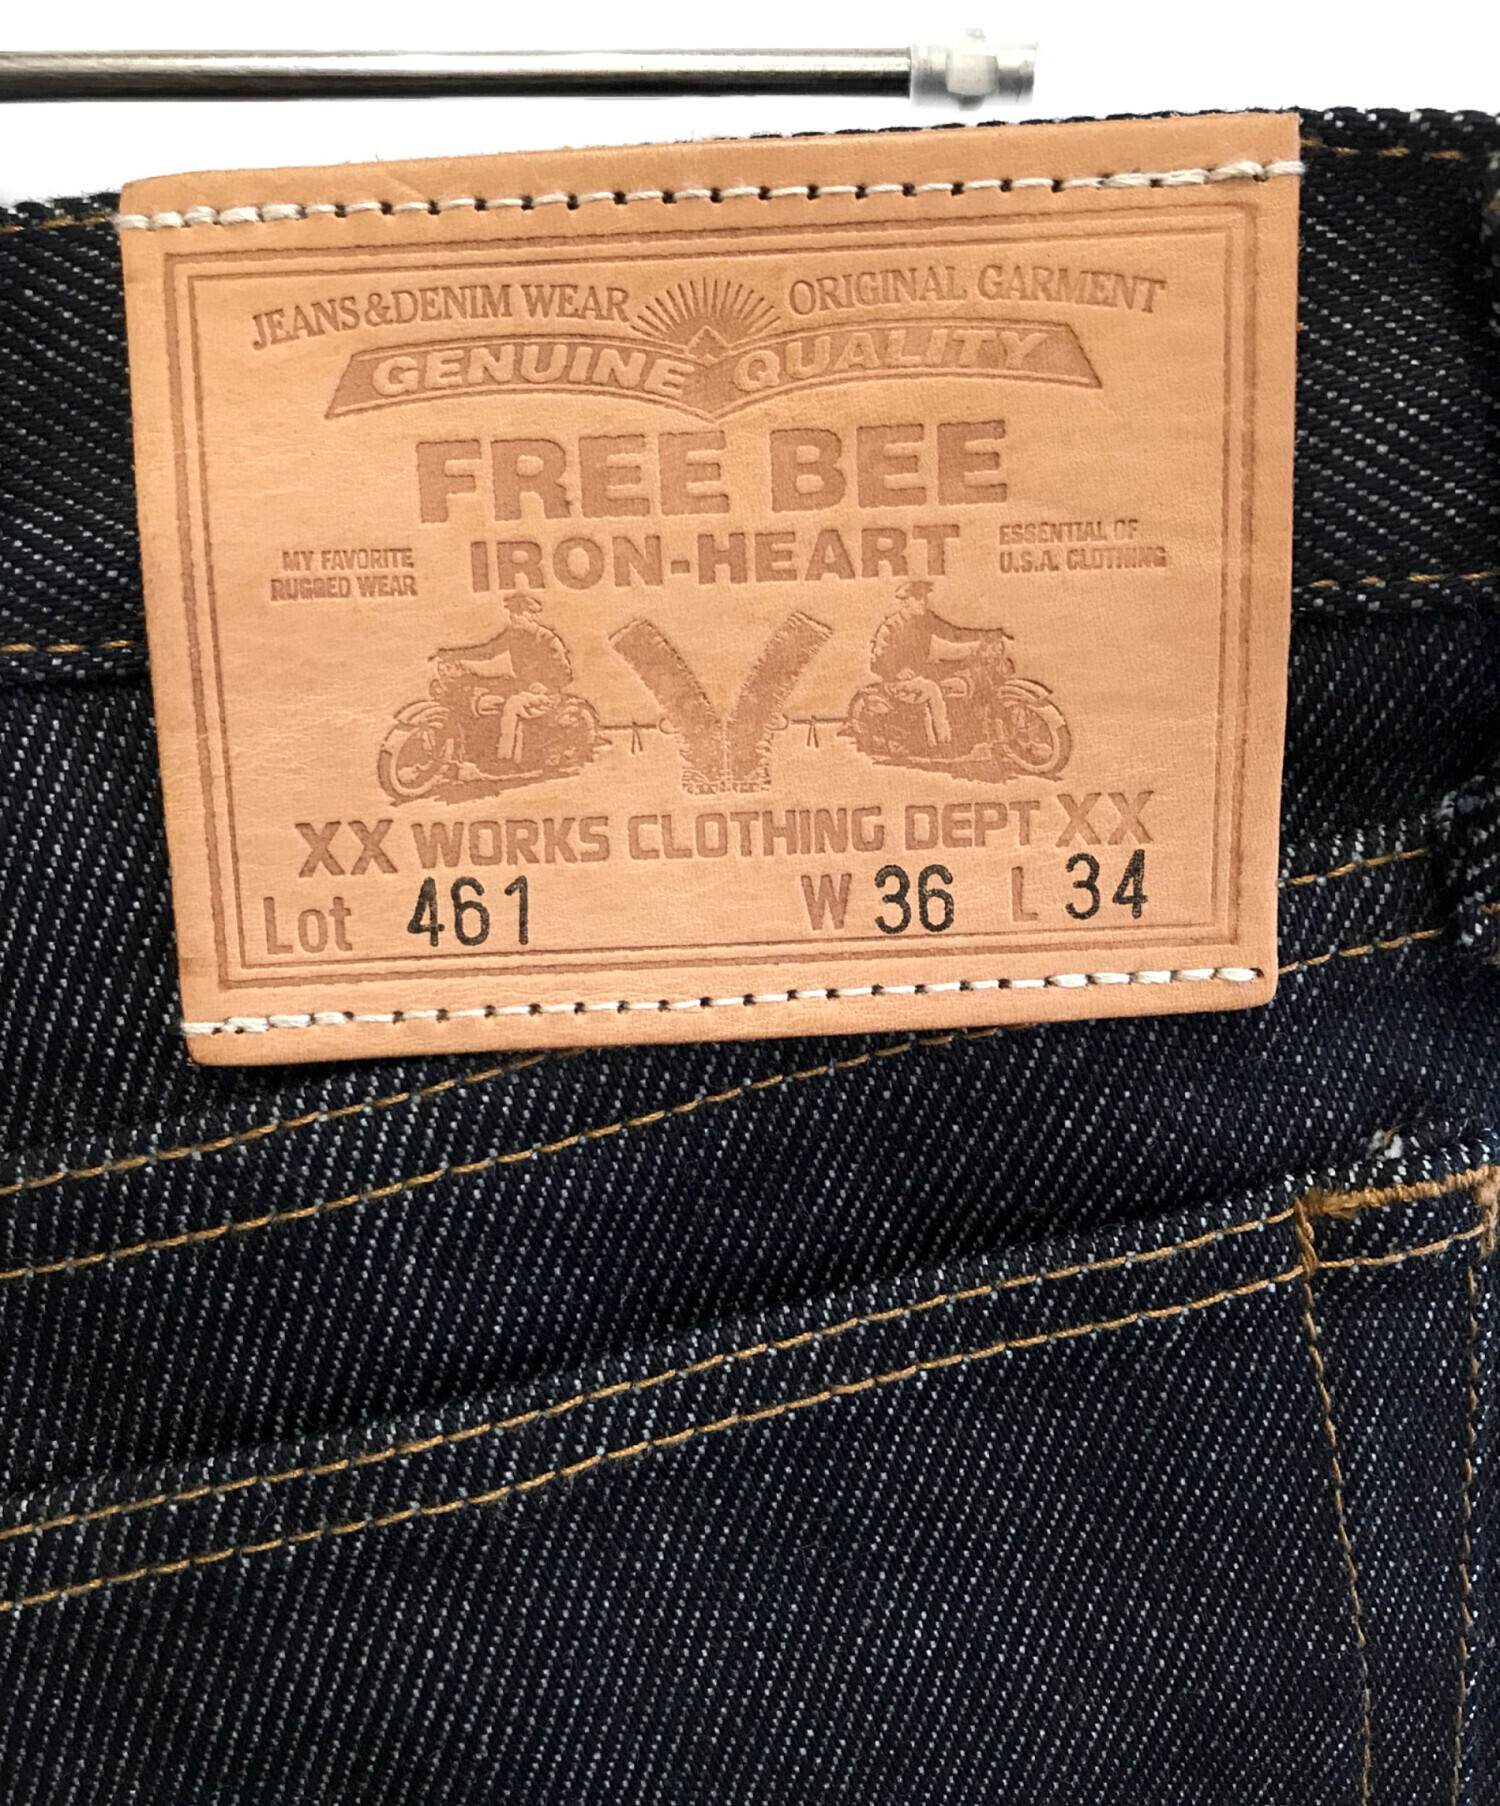 JEANS&DENIM WEAR ORIGINAL GARMENT
GENUINE QUALITY
FREE BEE
IRON-HEART
MY FAVORITE
RUGGED WEAR
ESSENTIAL OF
U.S.A. CLOTHING
XX WORKS CLOTHING DEPT XX
Lot 461 W 36 L 34